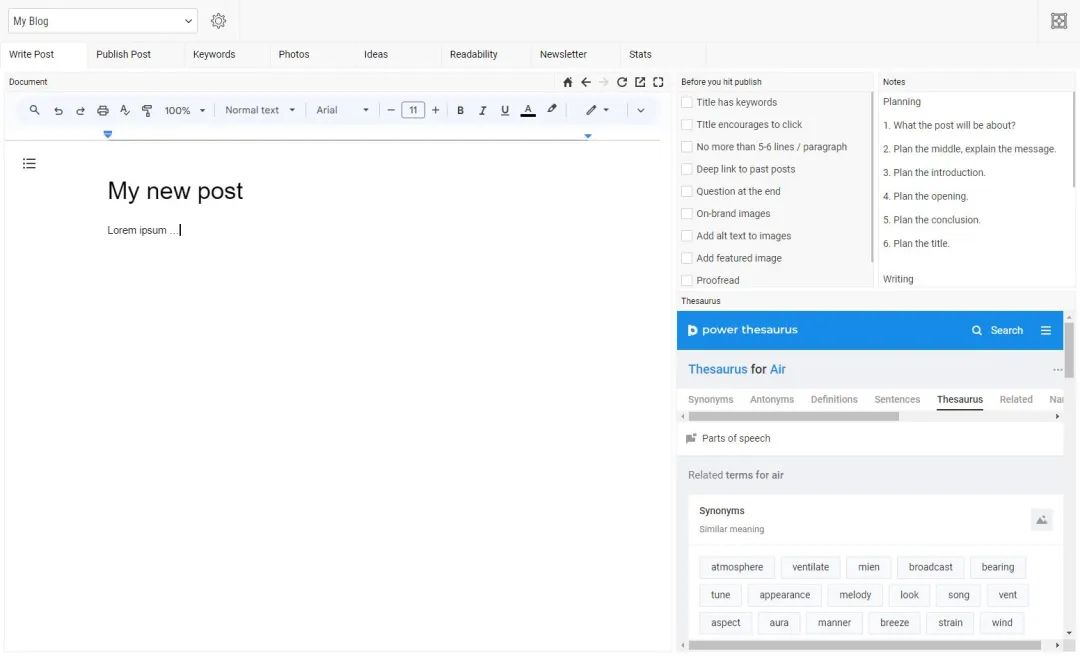 My Blog
Write Post
Publish Post
Keywords
Photos
Ideas
Readability
Newsletter
Stats
Document
100%
Normal text
Arial
11
B
I
U
A
My new post
Lorem ipsum ...
Before you hit publish
Title has keywords
TItle encourages to click
No more than 5-6 lines / paragraph
Deep link to past posts
Question at the end
On-brand images
Add alt text to images
Add featured image
Proofread
Notes
Planning
1. What the post will be about?
2. Plan the middle, explain the message.
3. Plan the introduction.
4. Plan the opening.
5. Plan the conclusion.
6. Plan the title.
Writing
Thesaurus
power thesaurus
Search
Thesaurus for Air
Synonyms
Antonyms
Definitions
Sentences
Thesaurus
Related
Parts of speech
Related terms for air
Synonyms
Similar meaning
atmosphere
ventilate
mien
broadcast
bearing
tune
appearance
melody
look
song
vent
aspect
aura
manner
breeze
strain
wind